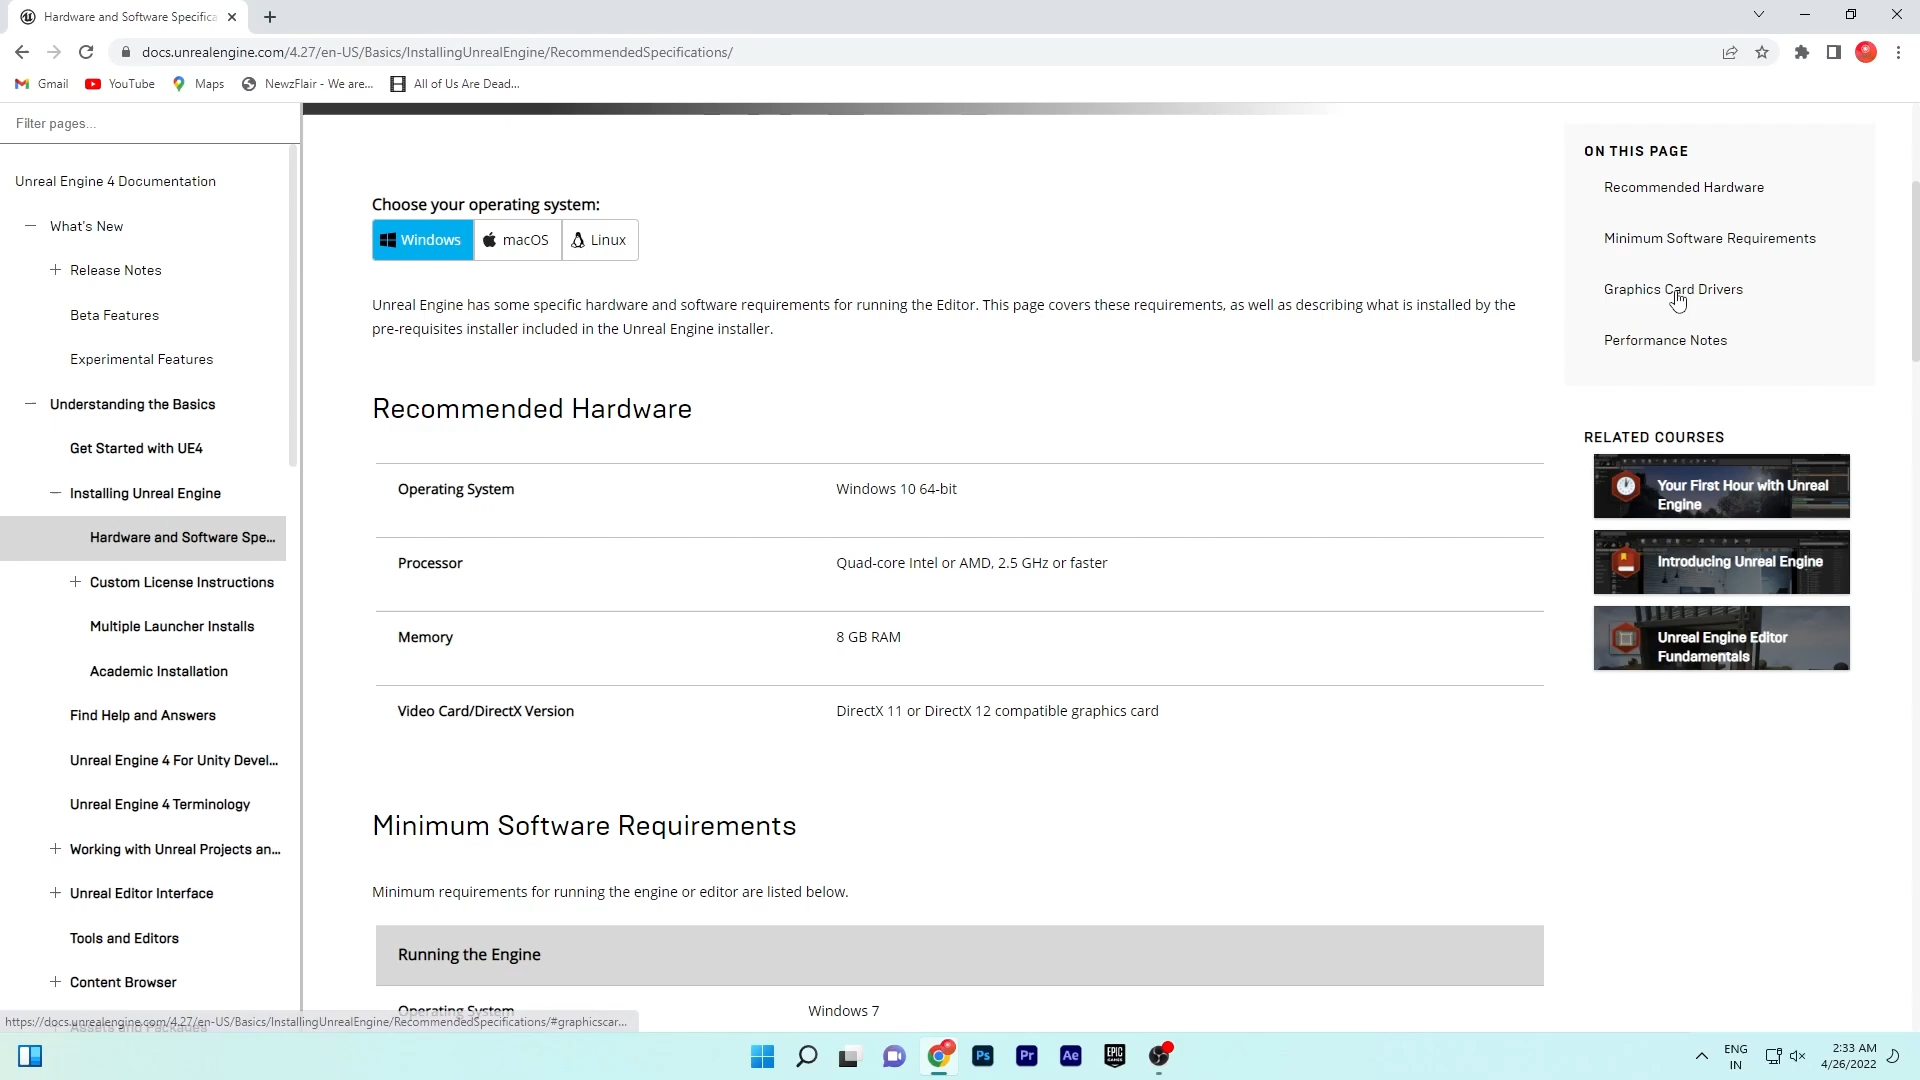 Hardware and Software Specifica
docs.unrealengine.com/4.27/en-US/Basics/InstallingUnrealEngine/RecommendedSpecifications/
Gmail
YouTube
Maps
NewzFlair - We are...
All of Us Are Dead...
Filter pages...
Unreal Engine 4 Documentation
What's New
Release Notes
Beta Features
Experimental Features
Understanding the Basics
Get Started with UE4
Installing Unreal Engine
Hardware and Software Spe...
Custom License Instructions
Multiple Launcher Installs
Academic Installation
Find Help and Answers
Unreal Engine 4 For Unity Devel...
Unreal Engine 4 Terminology
Working with Unreal Projects an...
Unreal Editor Interface
Tools and Editors
Content Browser
Assets and Packages
https://docs.unrealengine.com/4.27/en-US/Basics/InstallingUnrealEngine/RecommendedSpecifications/#graphicscar...
Choose your operating system:
Windows
macOS
Linux
Unreal Engine has some specific hardware and software requirements for running the Editor. This page covers these requirements, as well as describing what is installed by the
pre-requisites installer included in the Unreal Engine installer.
Recommended Hardware
Operating System Windows 10 64-bit
Processor Quad-core Intel or AMD, 2.5 GHz or faster
Memory 8 GB RAM
Video Card/DirectX Version DirectX 11 or DirectX 12 compatible graphics card
Minimum Software Requirements
Minimum requirements for running the engine or editor are listed below.
Running the Engine
Operating System Windows 7
ON THIS PAGE
Recommended Hardware
Minimum Software Requirements
Graphics Card Drivers
Performance Notes
RELATED COURSES
Your First Hour with Unreal
Engine
Introducing Unreal Engine
Unreal Engine Editor
Fundamentals
Ps
Pr
Ae
EPIC
GAMES
ENG
IN
2:33 AM
4/26/2022